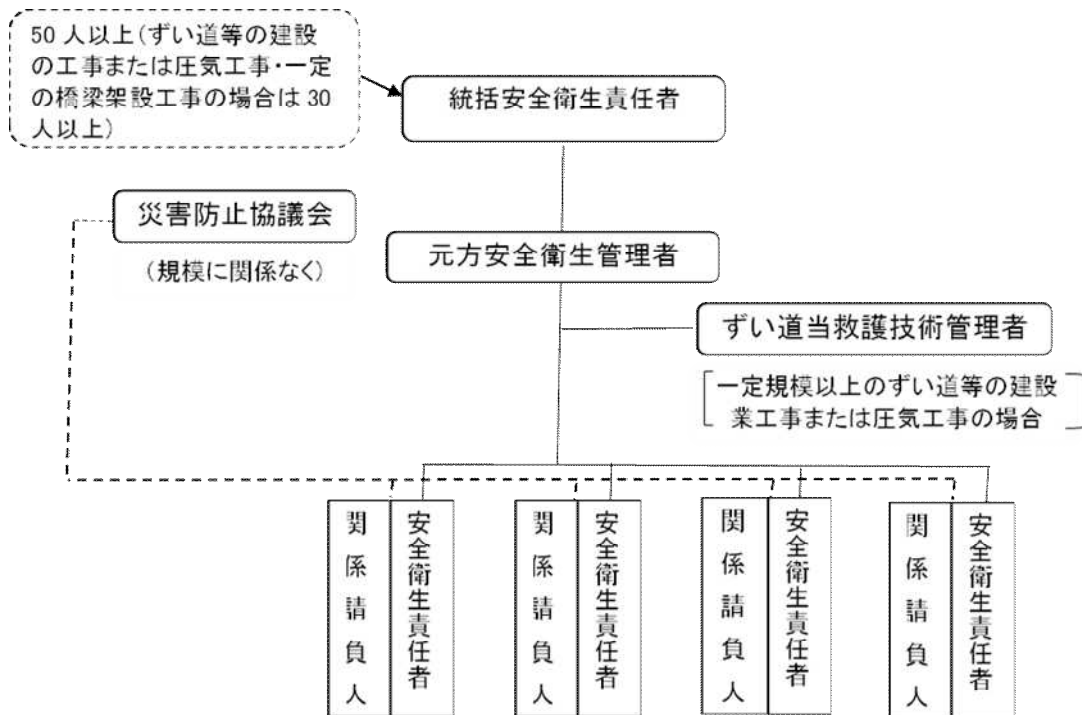 50 人以上(ずい道等の建設
の工事または圧気工事・一定
の橋梁架設工事の場合は 30
人以上)
統括安全衛生責任者
災害防止協議会
(規模に関係なく)
元方安全衛生管理者
ずい道当救護技術管理者
一定規模以上のずい道等の建設
業工事または圧気工事の場合
関係請負人
安全衛生責任者
関係請負人
安全衛生責任者
関係請負人
安全衛生責任者
関係請負人
安全衛生責任者